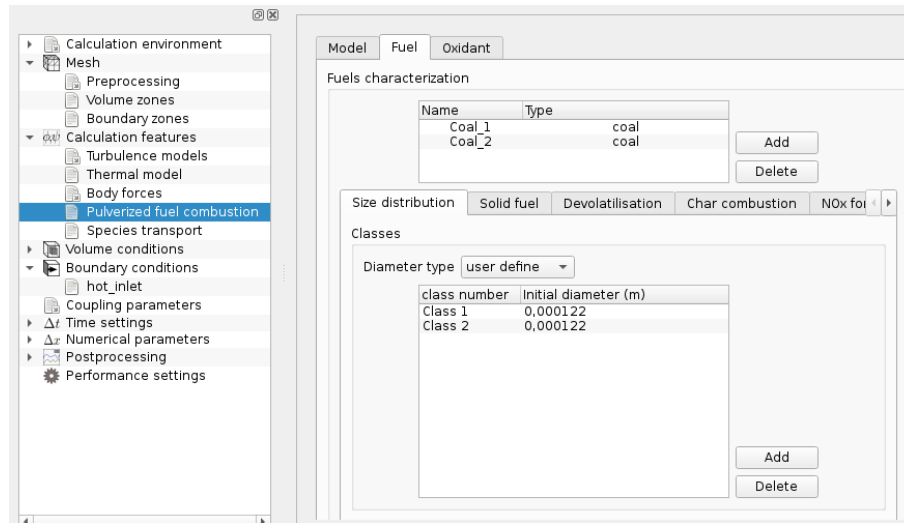 Calculation environment
Mesh
Preprocessing
Volume zones
Boundary zones
Calculation features
Turbulence models
Thermal model
Body forces
Pulverized fuel combustion
Species transport
Volume conditions
Boundary conditions
hot_inlet
Coupling parameters
Δt Time settings
Δx Numerical parameters
Postprocessing
Performance settings
Model Fuel Oxidant
Fuels characterization
Name Type
Coal_1 coal
Coal_2 coal
Add
Delete
Size distribution Solid fuel Devolatilisation Char combustion NOx for
Classes
Diameter type user define
class number Initial diameter (m)
Class 1 0,000122
Class 2 0,000122
Add
Delete